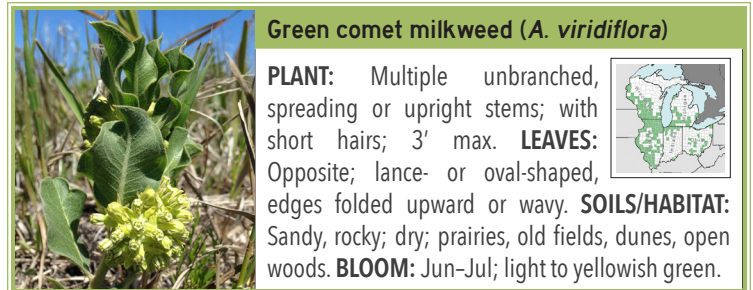 Green comet milkweed (A. viridiflora)
PLANT: Multiple unbranched,
spreading or upright stems; with
short hairs; 3′ max. LEAVES:
Opposite; lance- or oval-shaped,
edges folded upward or wavy. SOILS/HABITAT:
Sandy, rocky; dry; prairies, old fields, dunes, open
woods. BLOOM: Jun–Jul; light to yellowish green.